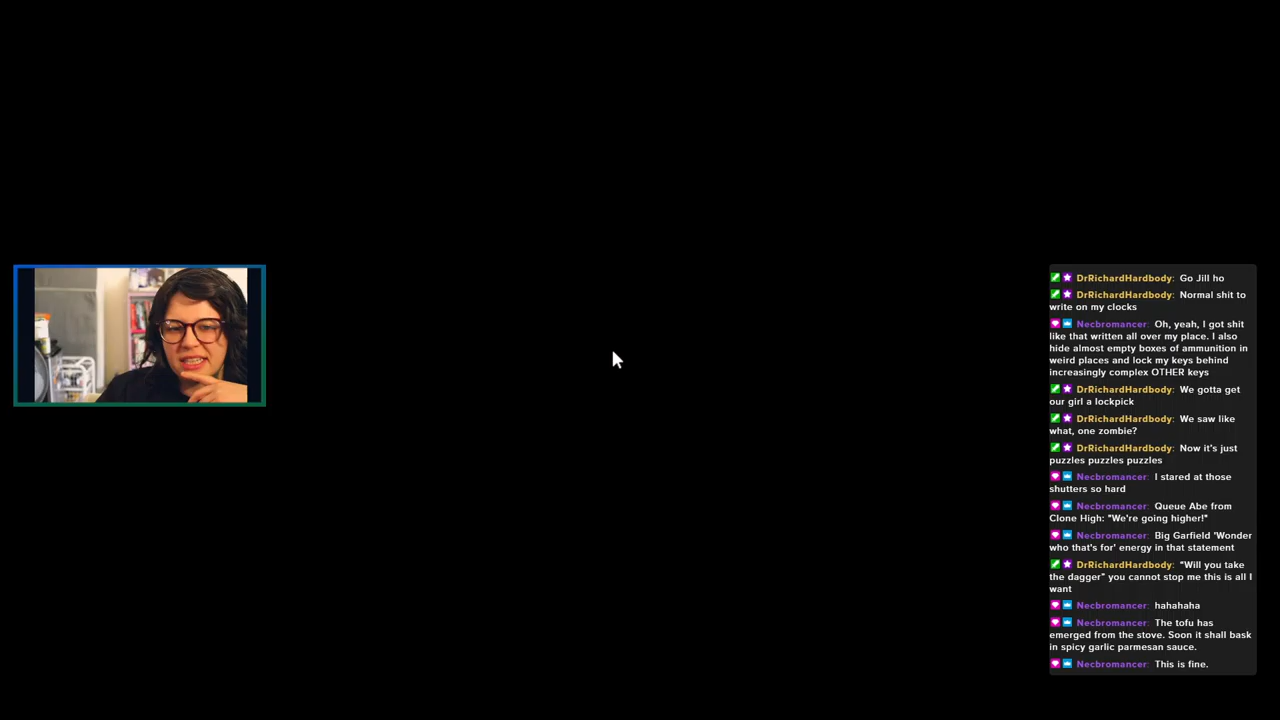 DrRichardHardbody: Go Jill ho
DrRichardHardbody: Normal shit to
write on my clocks
Necbromancer: Oh, yeah, I got shit
like that written all over my place. I also
hide almost empty boxes of ammunition in
weird places and lock my keys behind
increasingly complex OTHER keys
DrRichardHardbody: We gotta get
our girl a lockpick
DrRichardHardbody: We saw like
what, one zombie?
DrRichardHardbody: Now it's just
puzzles puzzles puzzles
Necbromancer: I stared at those
shutters so hard
Necbromancer: Queue Abe from
Clone High: "We're going higher!"
Necbromancer: Big Garfield 'Wonder
who that's for' energy in that statement
DrRichardHardbody: "Will you take
the dagger" you cannot stop me this is all I
want
Necbromancer: hahahaha
Necbromancer: The tofu has
emerged from the stove. Soon it shall bask
in spicy garlic parmesan sauce.
Necbromancer: This is fine.